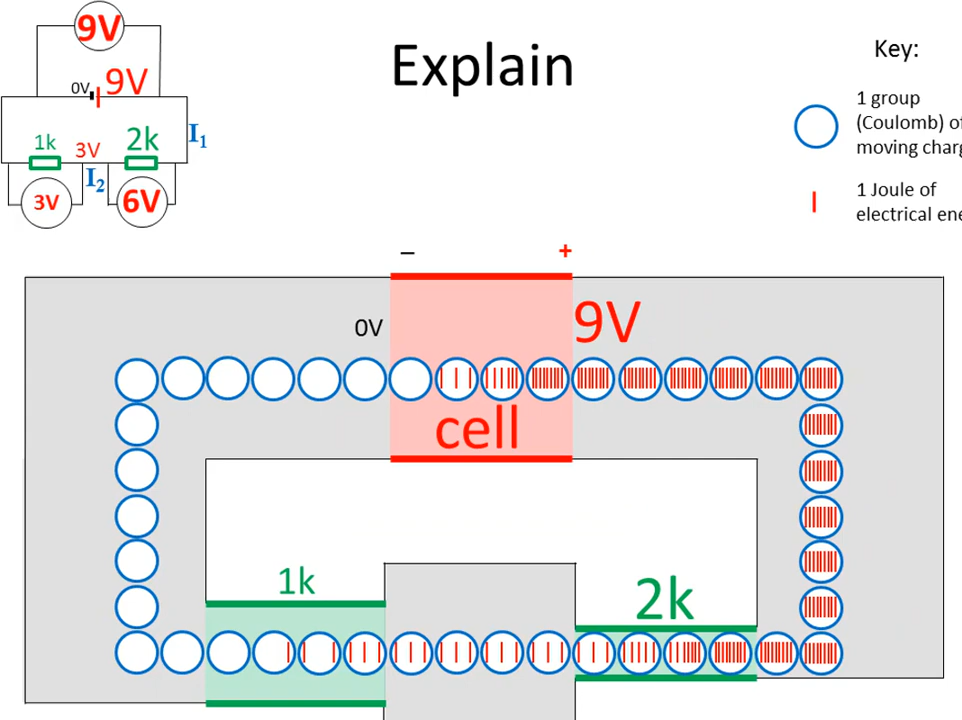 9V
0V
9V
1k
3V
2k
I₁
I₂
3V
6V
Explain
Key:
1 group
(Coulomb) of
moving charg
1 Joule of
electrical ene
–
+
0V
9V
cell
1k
2k